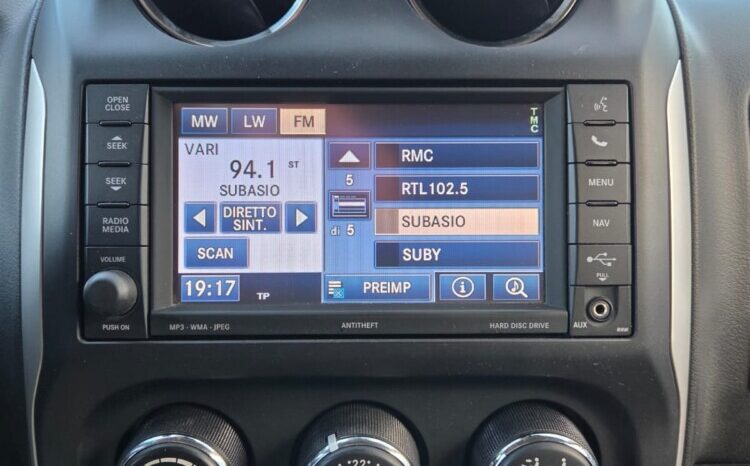 OPEN
CLOSE
SEEK
SEEK
RADIO
MEDIA
VOLUME
PUSH ON
MW LW FM
TMC
VARI
94.1 ST
SUBASIO
DIRETTO
SINT.
SCAN
19:17 TP
5
di 5
RMC
RTL102.5
SUBASIO
SUBY
PREIMP
MENU
NAV
PULL
AUX
MP3 - WMA - JPEG ANTITHEFT HARD DISC DRIVE
22